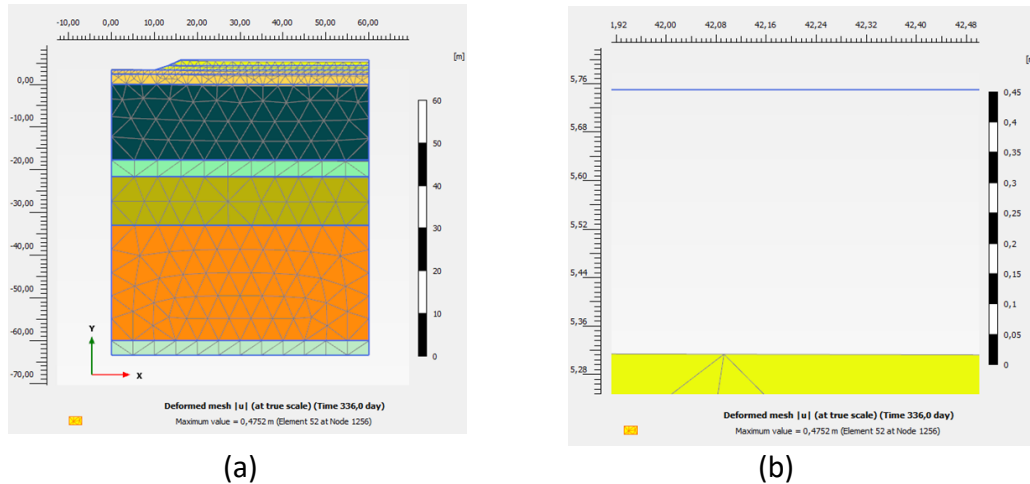 -10,00 0,00 10,00 20,00 30,00 40,00 50,00 60,00
[m]
0,00
-10,00
-20,00
-30,00
-40,00
-50,00
-60,00
-70,00
60
50
40
30
20
10
0
Y
X
Deformed mesh |u| (at true scale) (Time 336,0 day)
Maximum value = 0,4752 m (Element 52 at Node 1256)
(a)
1,92 42,00 42,08 42,16 42,24 42,32 42,40 42,48
5,76
5,68
5,60
5,52
5,44
5,36
5,28
0,45
0,4
0,35
0,3
0,25
0,2
0,15
0,1
0,05
0
Deformed mesh |u| (at true scale) (Time 336,0 day)
Maximum value = 0,4752 m (Element 52 at Node 1256)
(b)